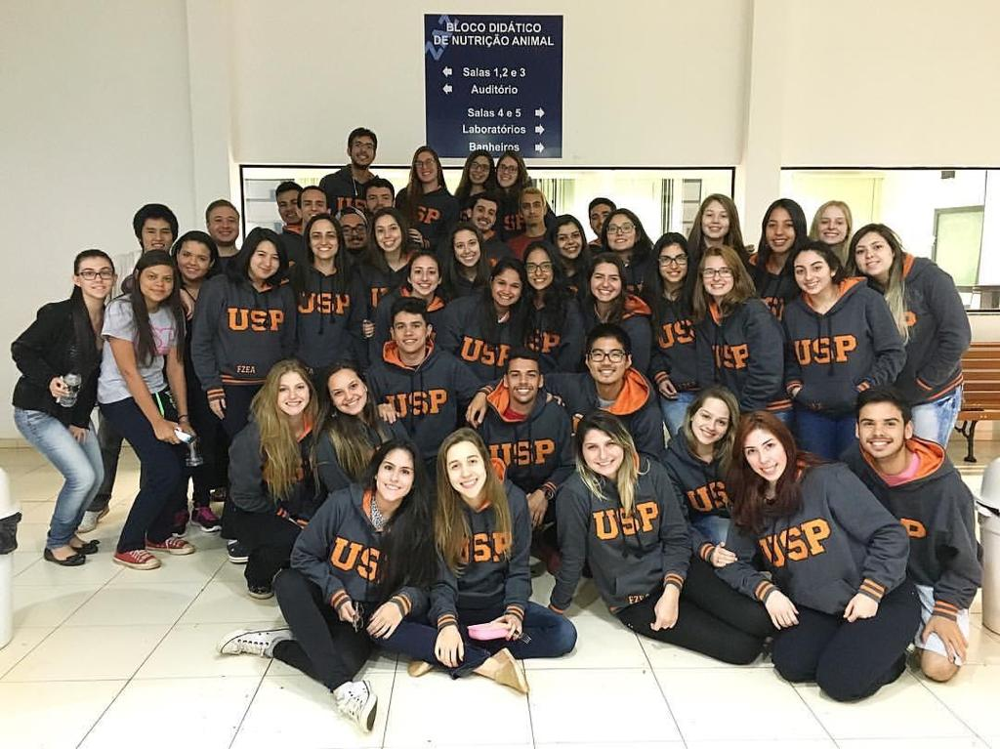 BLOCO DIDÁTICO
DE NUTRIÇÃO ANIMAL
Salas 1,2 e 3
Auditório
Salas 4 e 5
Laboratórios
Banheiros
USP
USP
USP
FZEA
USP
USP
USP
USP
USP
USP
USP
USP
USP
FZEA
USP